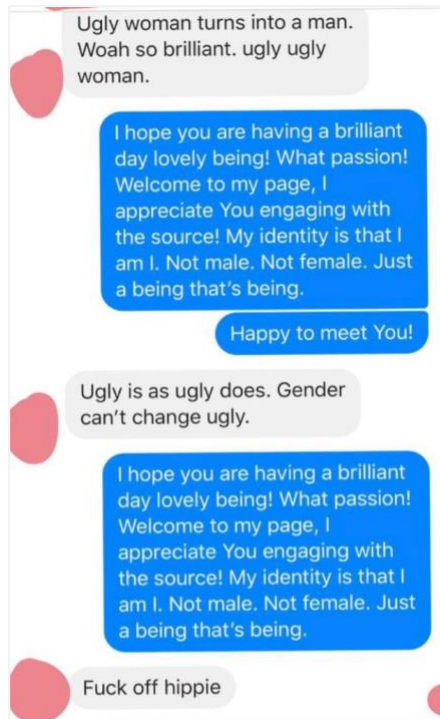 Ugly woman turns into a man.
Woah so brilliant. ugly ugly
woman.
I hope you are having a brilliant
day lovely being! What passion!
Welcome to my page, I
appreciate You engaging with
the source! My identity is that I
am I. Not male. Not female. Just
a being that’s being.
Happy to meet You!
Ugly is as ugly does. Gender
can’t change ugly.
I hope you are having a brilliant
day lovely being! What passion!
Welcome to my page, I
appreciate You engaging with
the source! My identity is that I
am I. Not male. Not female. Just
a being that’s being.
Fuck off hippie